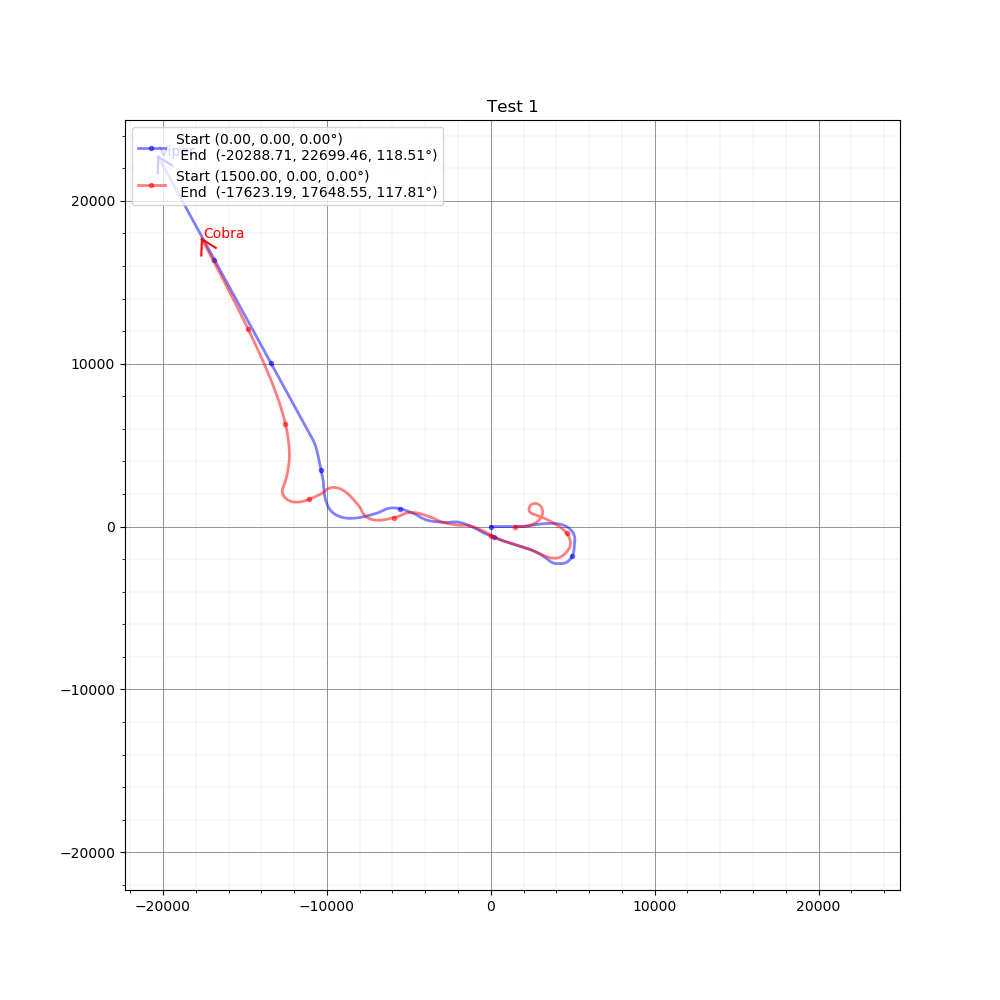 Test 1
Start (0.00, 0.00, 0.00°)
End  (-20288.71, 22699.46, 118.51°)
Start (1500.00, 0.00, 0.00°)
End  (-17623.19, 17648.55, 117.81°)
Viper
Cobra
20000
10000
0
−10000
−20000
−20000
−10000
0
10000
20000